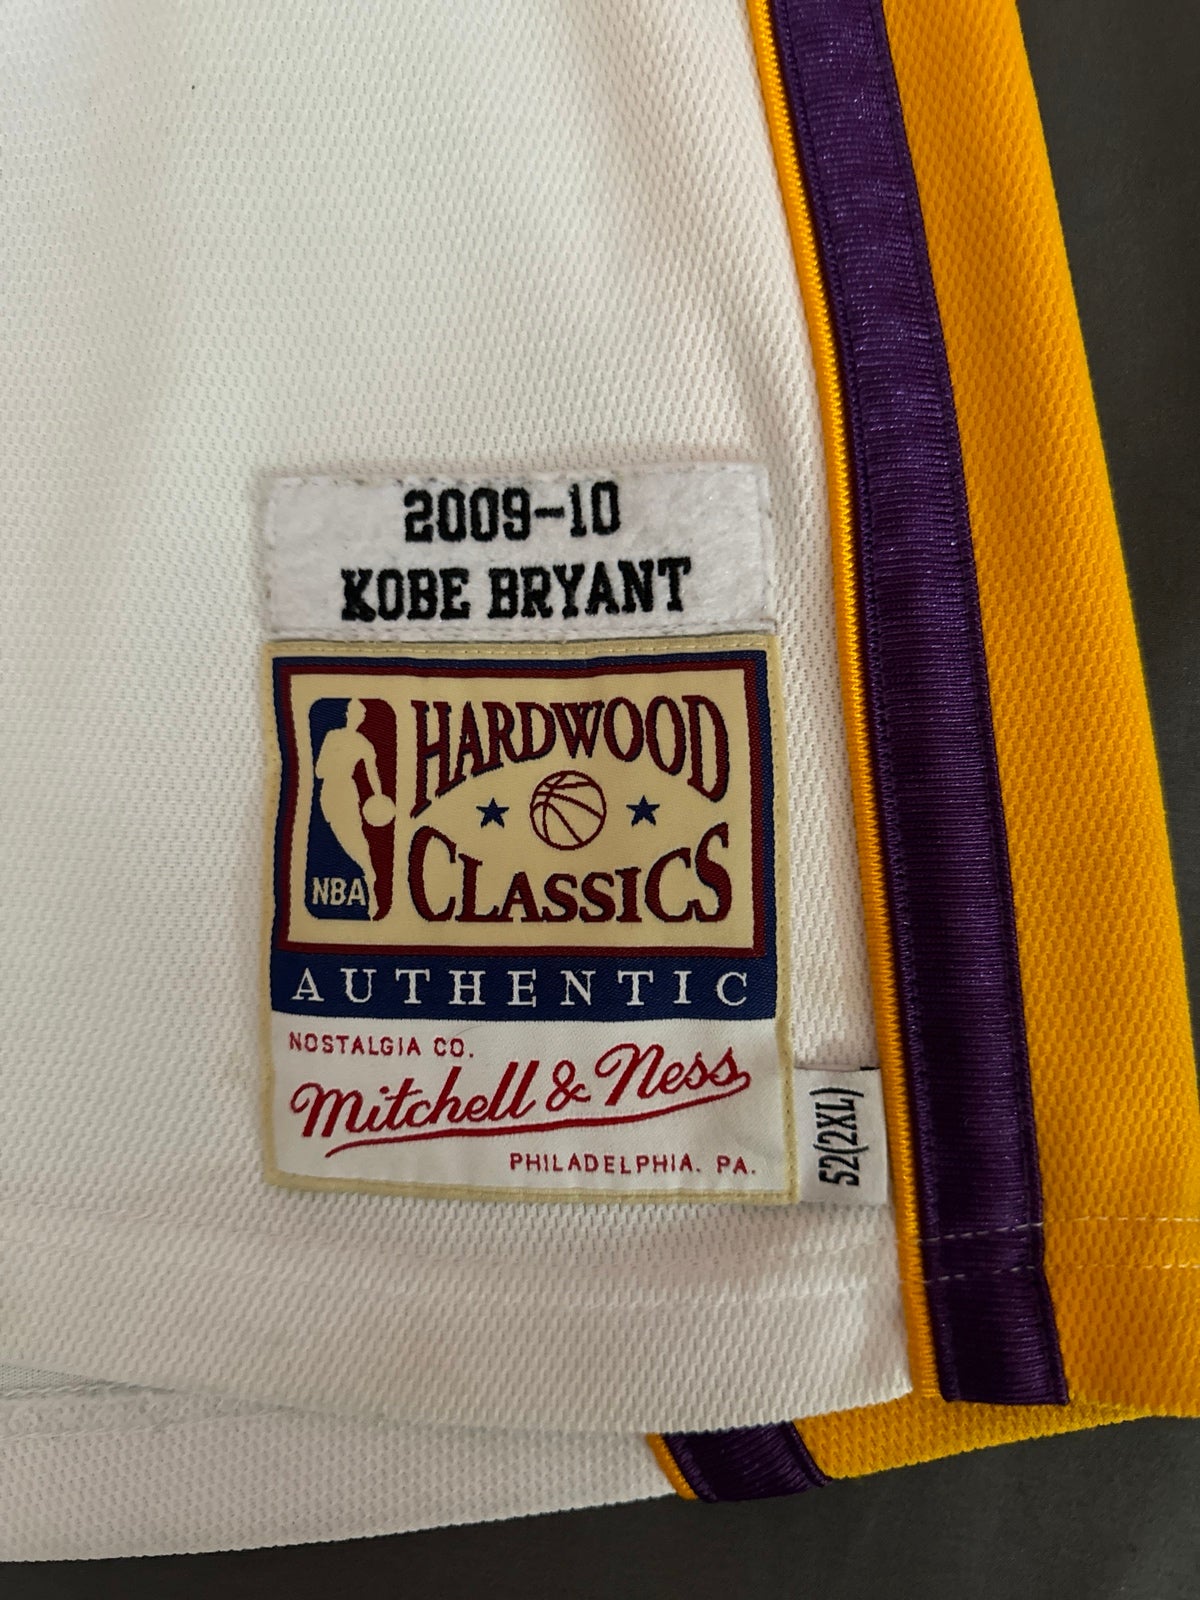 2009-10
KOBE BRYANT
HARDWOOD
CLASSICS
NBA
AUTHENTIC
NOSTALGIA CO.
Mitchell & Ness
PHILADELPHIA. PA.
52(2XL)